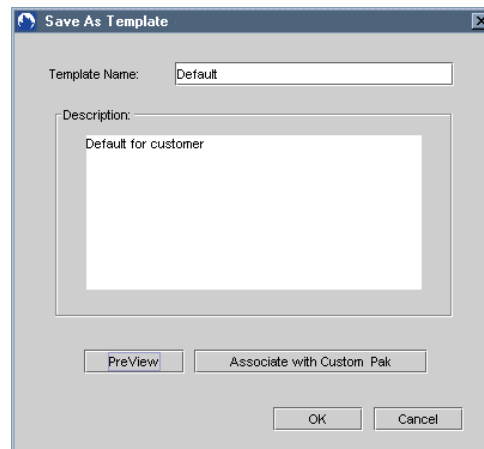 Save As Template
Template Name: Default
Description:
Default for customer
PreView Associate with Custom Pak
OK Cancel